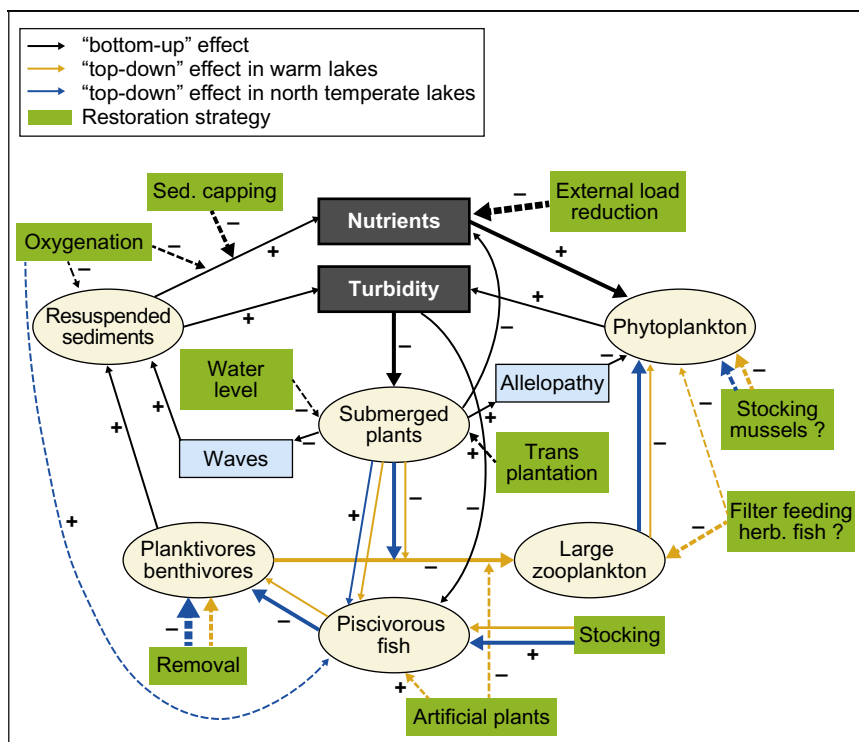 “bottom-up” effect
“top-down” effect in warm lakes
“top-down” effect in north temperate lakes
Restoration strategy
Sed. capping
Nutrients
External load
reduction
Oxygenation
Turbidity
Resuspended
sediments
Phytoplankton
Water
level
Allelopathy
Submerged
plants
Stocking
mussels ?
Waves
Trans
plantation
Planktivores
benthivores
Large
zooplankton
Filter feeding
herb. fish ?
Piscivorous
fish
Stocking
Removal
Artificial plants